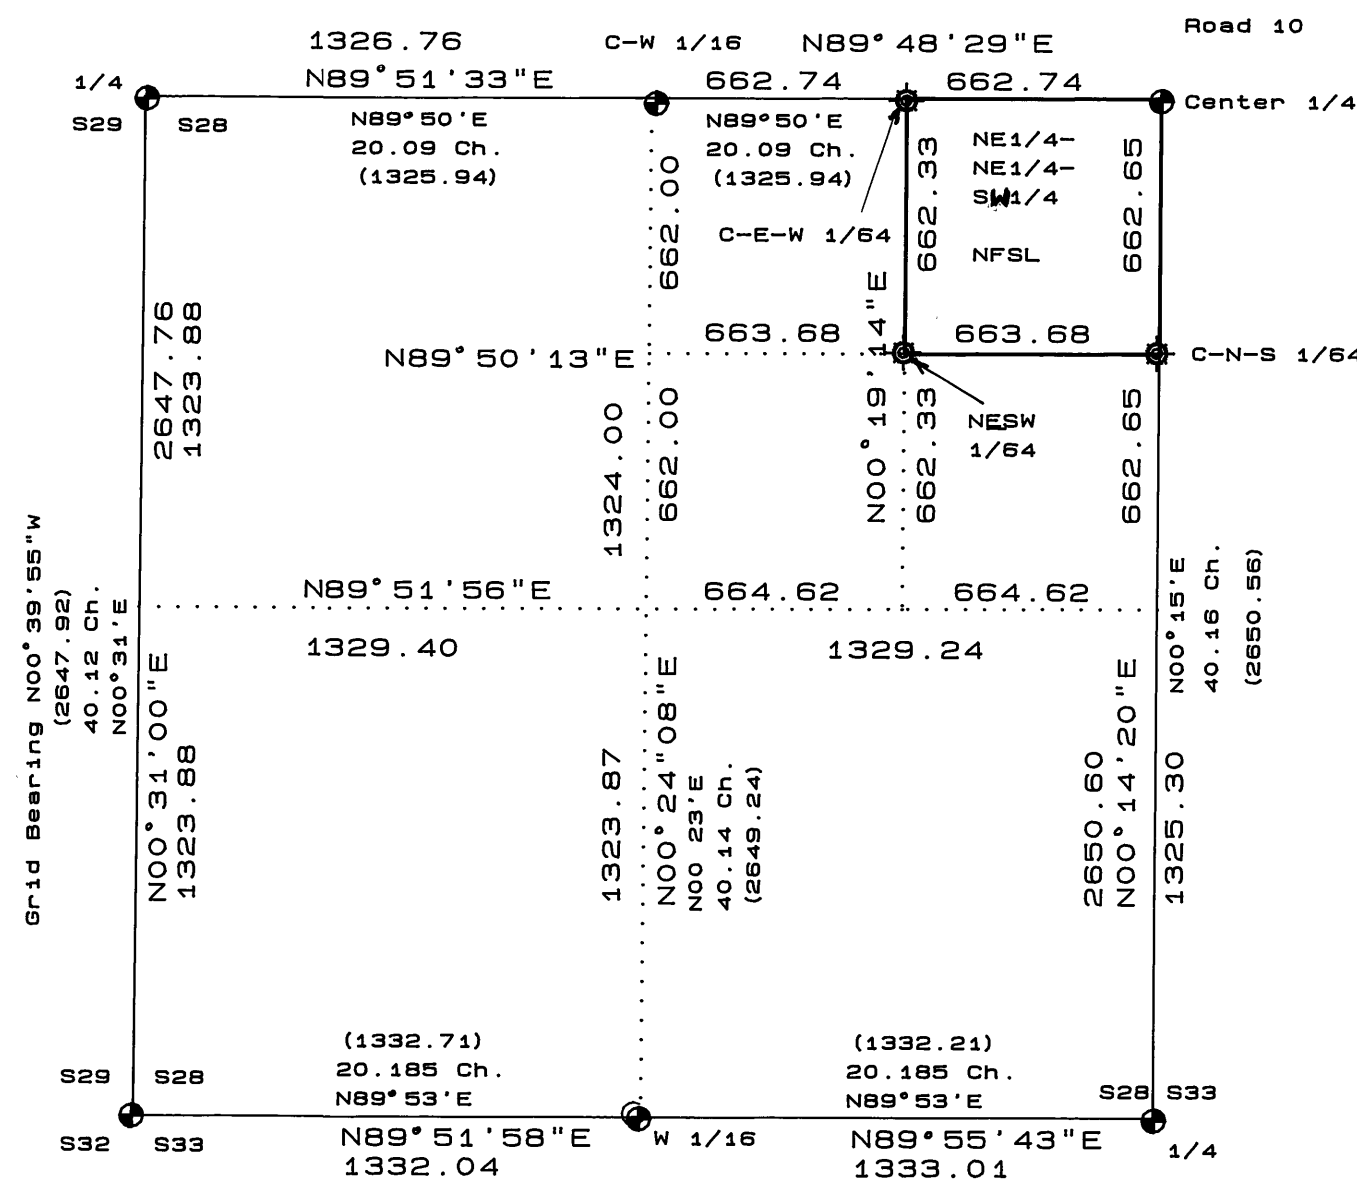 Road 10
1326.76
C-W 1/16
N89°48'29"E
1/4
N89°51'33"E
662.74
662.74
Center 1/4
S29
S28
N89°50'E
20.09 Ch.
(1325.94)
N89°50'E
20.09 Ch.
(1325.94)
NE1/4-
NE1/4-
SW1/4
NFSL
662.00
662.33
662.65
C-E-W 1/64
2647.76
1323.88
N89°50'13"E
663.68
663.68
C-N-S 1/64
N00°19'14"E
NESW
1/64
1324.00
662.00
662.33
662.65
Grid Bearing N00°39'55"W
(2647.92)
40.12 Ch.
N00°31'E
N89°51'56"E
664.62
664.62
1329.40
1329.24
N00°15'E
40.16 Ch.
(2650.56)
N00°31'00"E
1323.88
1323.87
N00°24"08"E
N00 23'E
40.14 Ch.
(2649.24)
2650.60
N00°14'20"E
1325.30
(1332.71)
20.185 Ch.
N89°53'E
(1332.21)
20.185 Ch.
N89°53'E
S29
S28
S28
S33
S32
S33
N89°51'58"E
1332.04
W 1/16
N89°55'43"E
1333.01
1/4